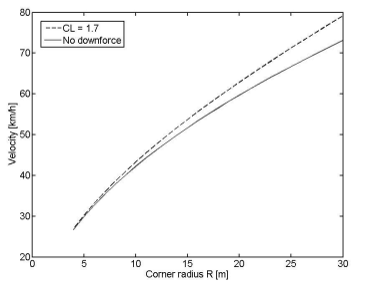 80
70
60
50
40
30
20
Velocity [km/h]
CL = 1.7
No downforce
0 5 10 15 20 25 30
Corner radius R [m]